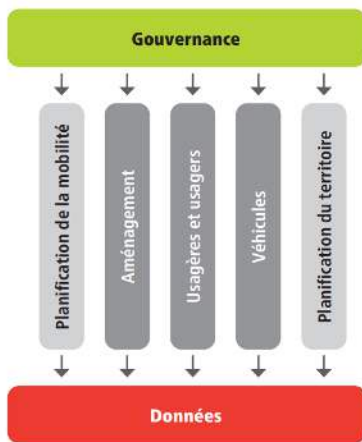 Gouvernance
Planification de la mobilité
Aménagement
Usagères et usagers
Véhicules
Planification du territoire
Données